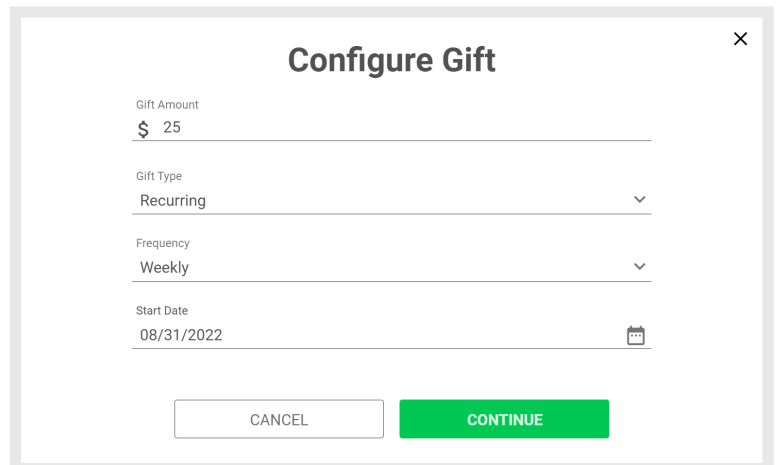 Configure Gift
Gift Amount
$ 25
Gift Type
Recurring
Frequency
Weekly
Start Date
08/31/2022
CANCEL CONTINUE